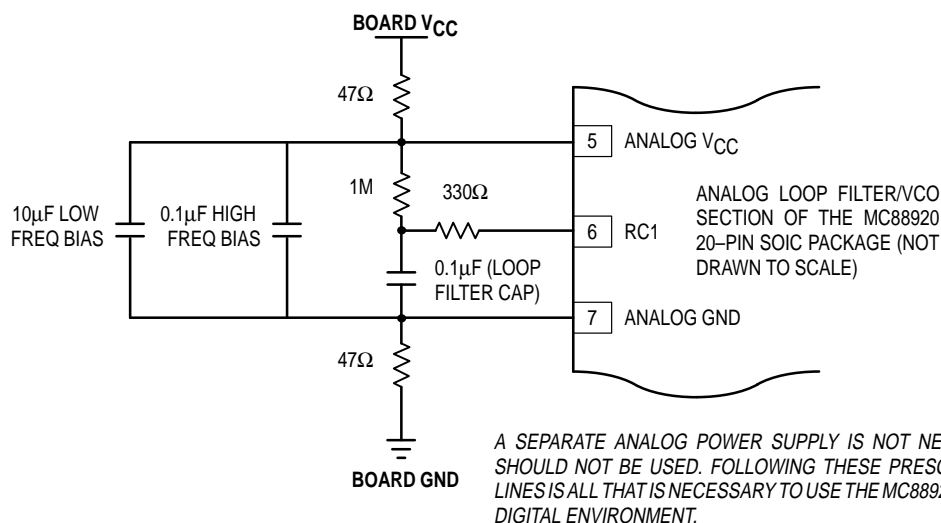 BOARD VCC
47Ω
5 ANALOG VCC
1M
330Ω
10µF LOW
FREQ BIAS
0.1µF HIGH
FREQ BIAS
6 RC1
ANALOG LOOP FILTER/VCO
SECTION OF THE MC88920
20–PIN SOIC PACKAGE (NOT
DRAWN TO SCALE)
0.1µF (LOOP
FILTER CAP)
7 ANALOG GND
47Ω
BOARD GND
A SEPARATE ANALOG POWER SUPPLY IS NOT NE
SHOULD NOT BE USED. FOLLOWING THESE PRESC
LINES IS ALL THAT IS NECESSARY TO USE THE MC8892
DIGITAL ENVIRONMENT.